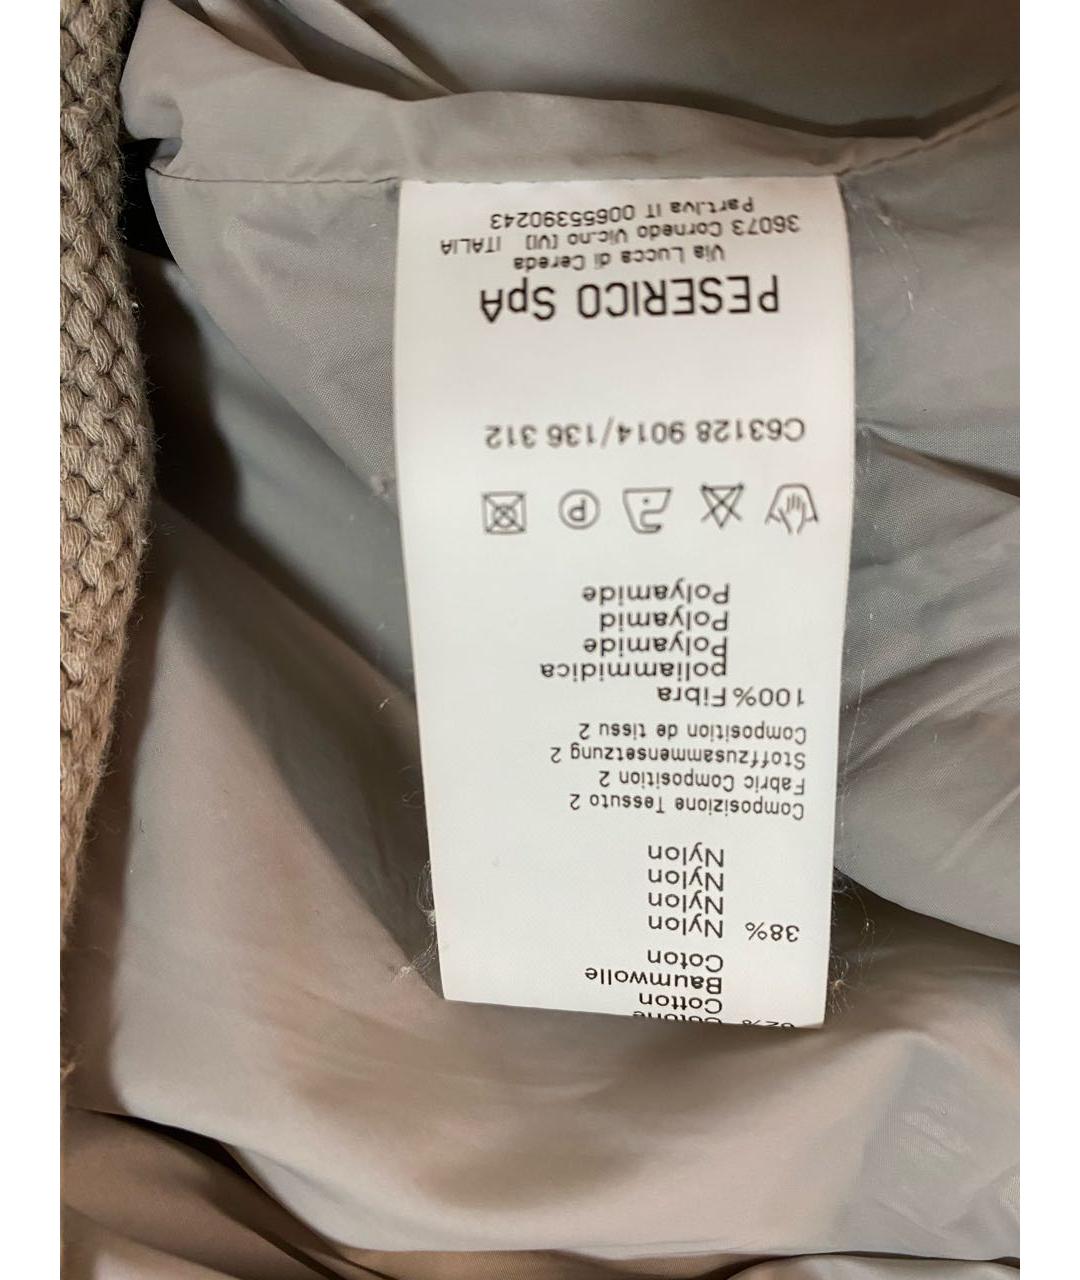 62% Cotone
Cotton
Baumwolle
Coton
38% Nylon
Nylon
Nylon
Nylon
Composizione Tessuto 2
Fabric Composition 2
Stoffzusammensetzung 2
Composition de tissu 2
100% Fibra
poliammidica
Polyamide
Polyamid
Polyamide
P
C63128 9014/136 312
PESERICO SpA
Via Lucca di Cereda
36073 Cornedo Vic.no (VI) ITALIA
Part.Iva IT 00655390243